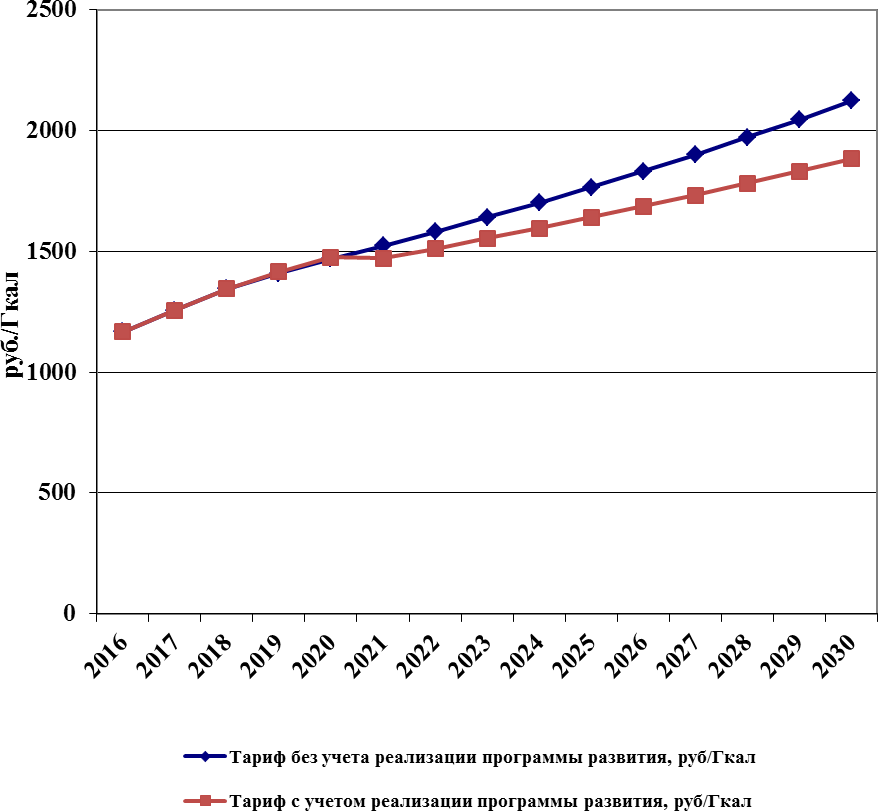 2500
2000
1500
1000
500
0
руб./Гкал
2016 2017 2018 2019 2020 2021 2022 2023 2024 2025 2026 2027 2028 2029 2030
Тариф без учета реализации программы развития, руб/Гкал
Тариф с учетом реализации программы развития, руб/Гкал